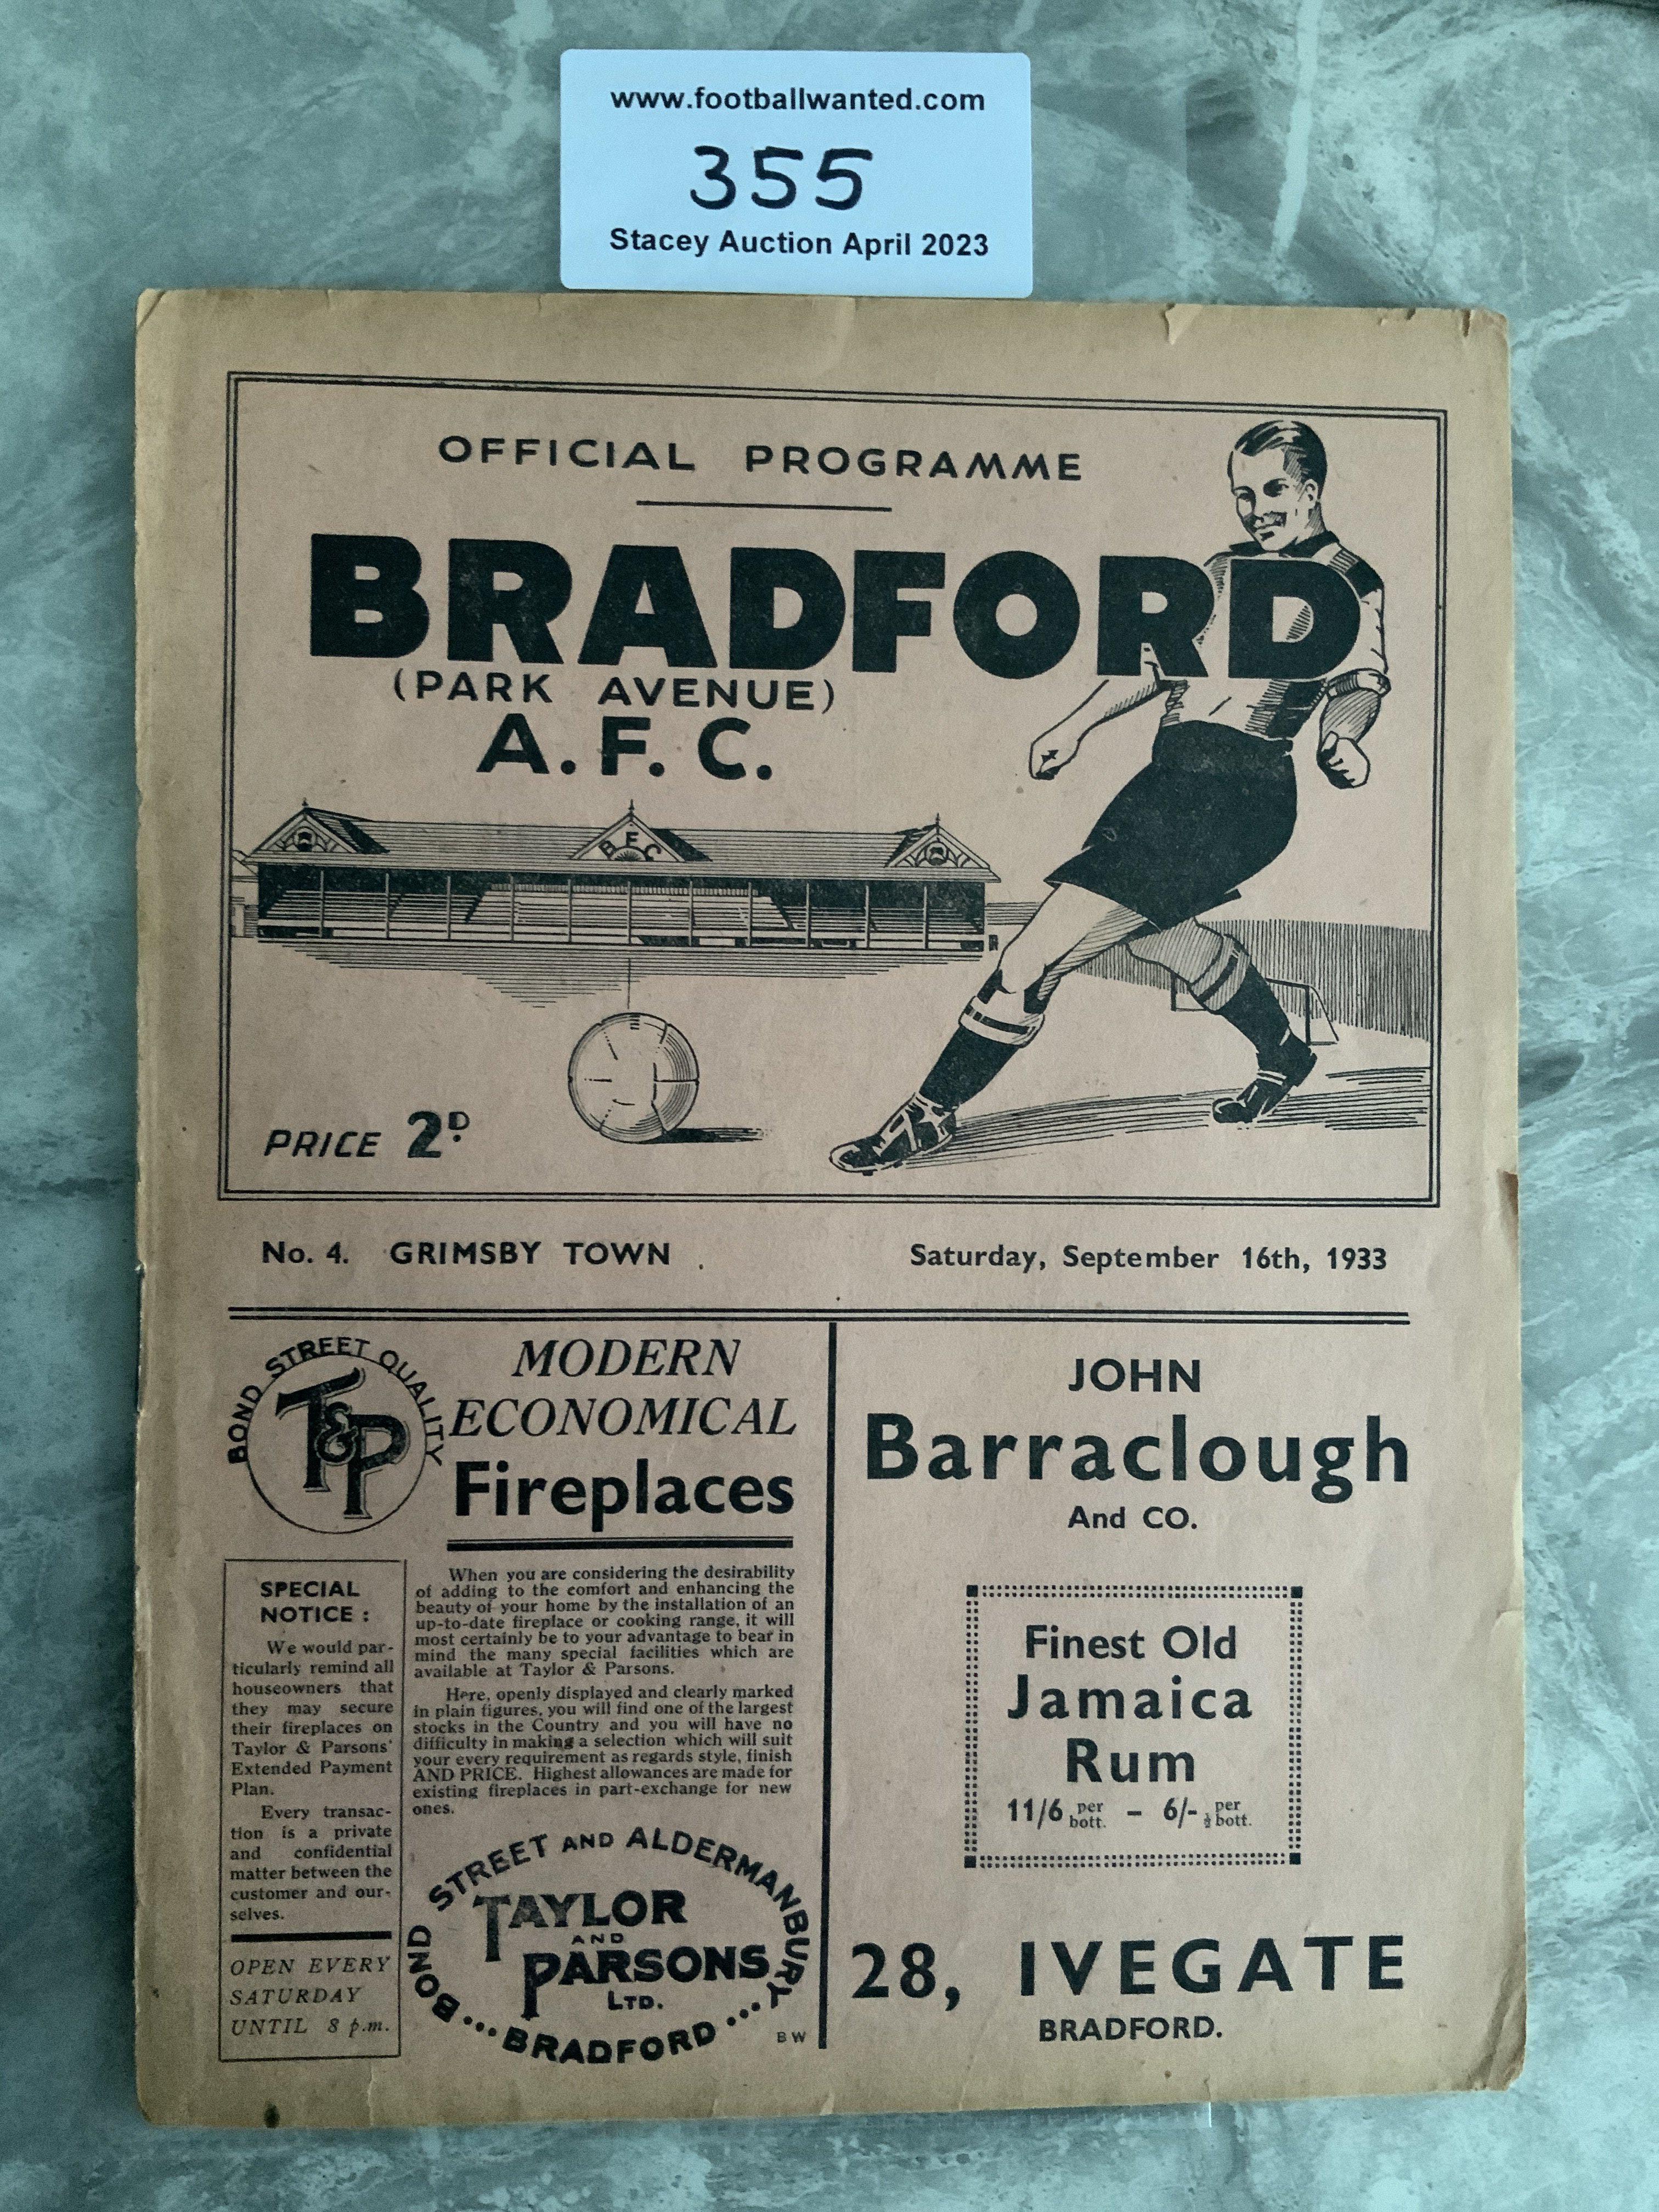 www.footballwanted.com
355
Stacey Auction April 2023
OFFICIAL PROGRAMME
BRADFORD
(PARK AVENUE)
A. F. C.
B F C
PRICE 2D.
No. 4. GRIMSBY TOWN .
Saturday, September 16th, 1933
BOND STREET QUALITY
T&P
MODERN
ECONOMICAL
Fireplaces
SPECIAL
NOTICE :
We would par-
ticularly remind all
houseowners that
they may secure
their fireplaces on
Taylor & Parsons'
Extended Payment
Plan.
Every transac-
tion is a private
and confidential
matter between the
customer and our-
selves.
OPEN EVERY
SATURDAY
UNTIL 8 p.m.
When you are considering the desirability
of adding to the comfort and enhancing the
beauty of your home by the installation of an
up-to-date fireplace or cooking range, it will
most certainly be to your advantage to bear in
mind the many special facilities which are
available at Taylor & Parsons.
Here, openly displayed and clearly marked
in plain figures, you will find one of the largest
stocks in the Country and you will have no
difficulty in making a selection which will suit
your every requirement as regards style, finish
AND PRICE. Highest allowances are made for
existing fireplaces in part-exchange for new
ones.
BOND STREET AND ALDERMANBURY
TAYLOR
AND
PARSONS
LTD.
... BRADFORD ...
BW
JOHN
Barraclough
And CO.
Finest Old
Jamaica
Rum
11/6 per bott. – 6/- per ½ bott.
28, IVEGATE
BRADFORD.